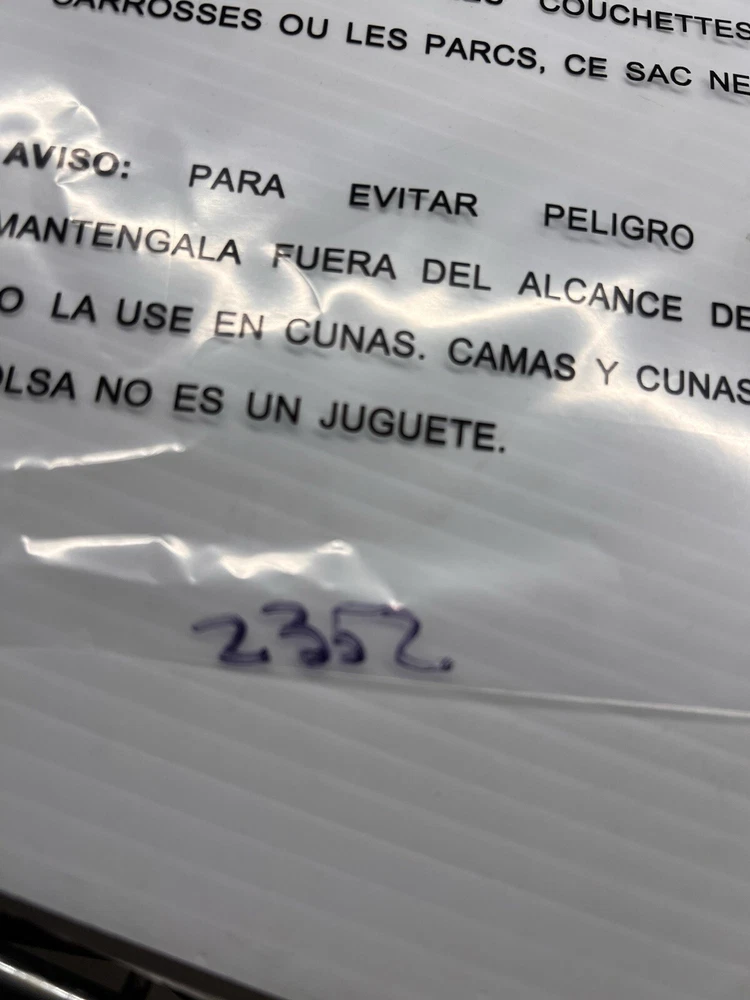 COUCHETTES
CARROSSES OU LES PARCS, CE SAC NE
AVISO: PARA EVITAR PELIGRO
MANTENGALA FUERA DEL ALCANCE DE
O LA USE EN CUNAS. CAMAS Y CUNAS
OLSA NO ES UN JUGUETE.
2352.